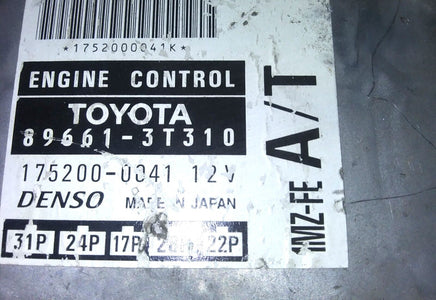 *1752000041K*
ENGINE CONTROL
TOYOTA
89661-3T310
175200-0041 12V
DENSO MADE IN JAPAN
31P 24P 17P 22P
1MZ-FE A/T